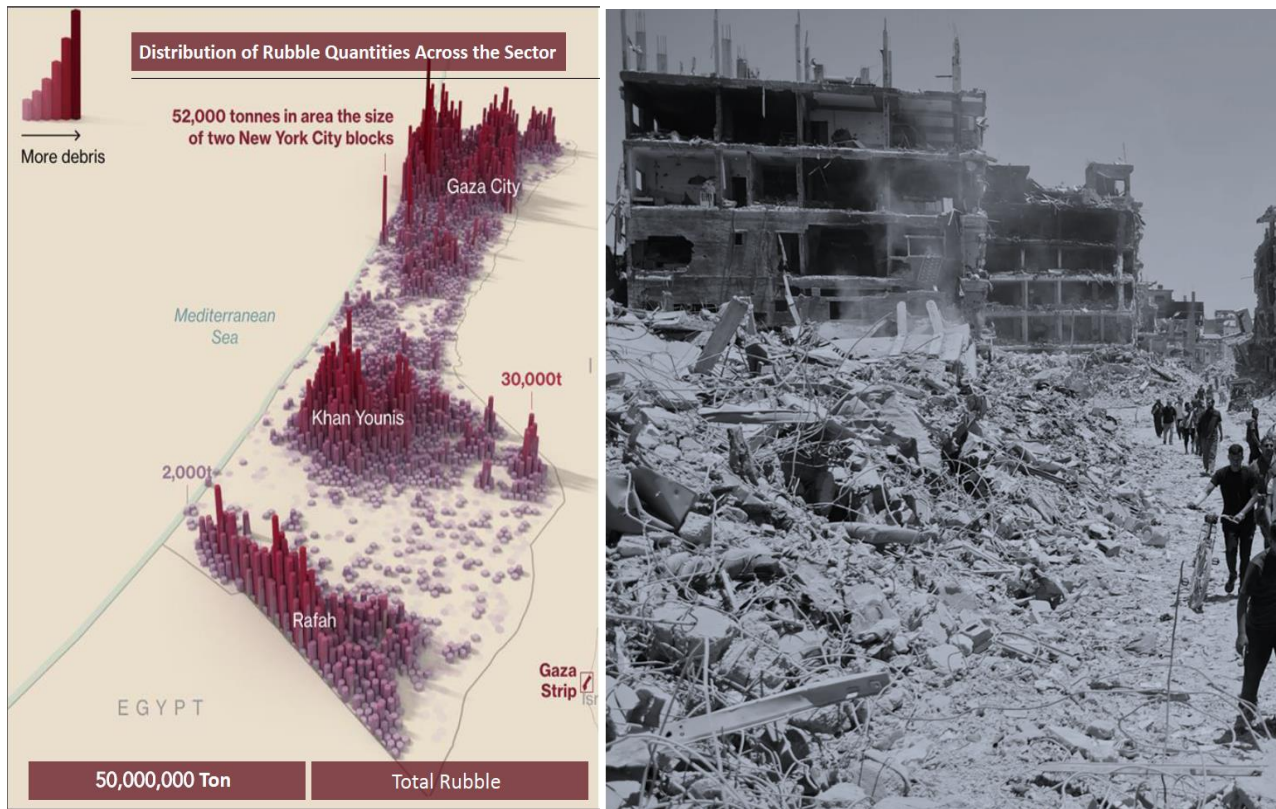 Distribution of Rubble Quantities Across the Sector
More debris
52,000 tonnes in area the size
of two New York City blocks
Gaza City
Mediterranean
Sea
I
30,000t
Khan Younis
2,000t
Rafah
Gaza
Strip
Isr
EGYPT
50,000,000 Ton
Total Rubble